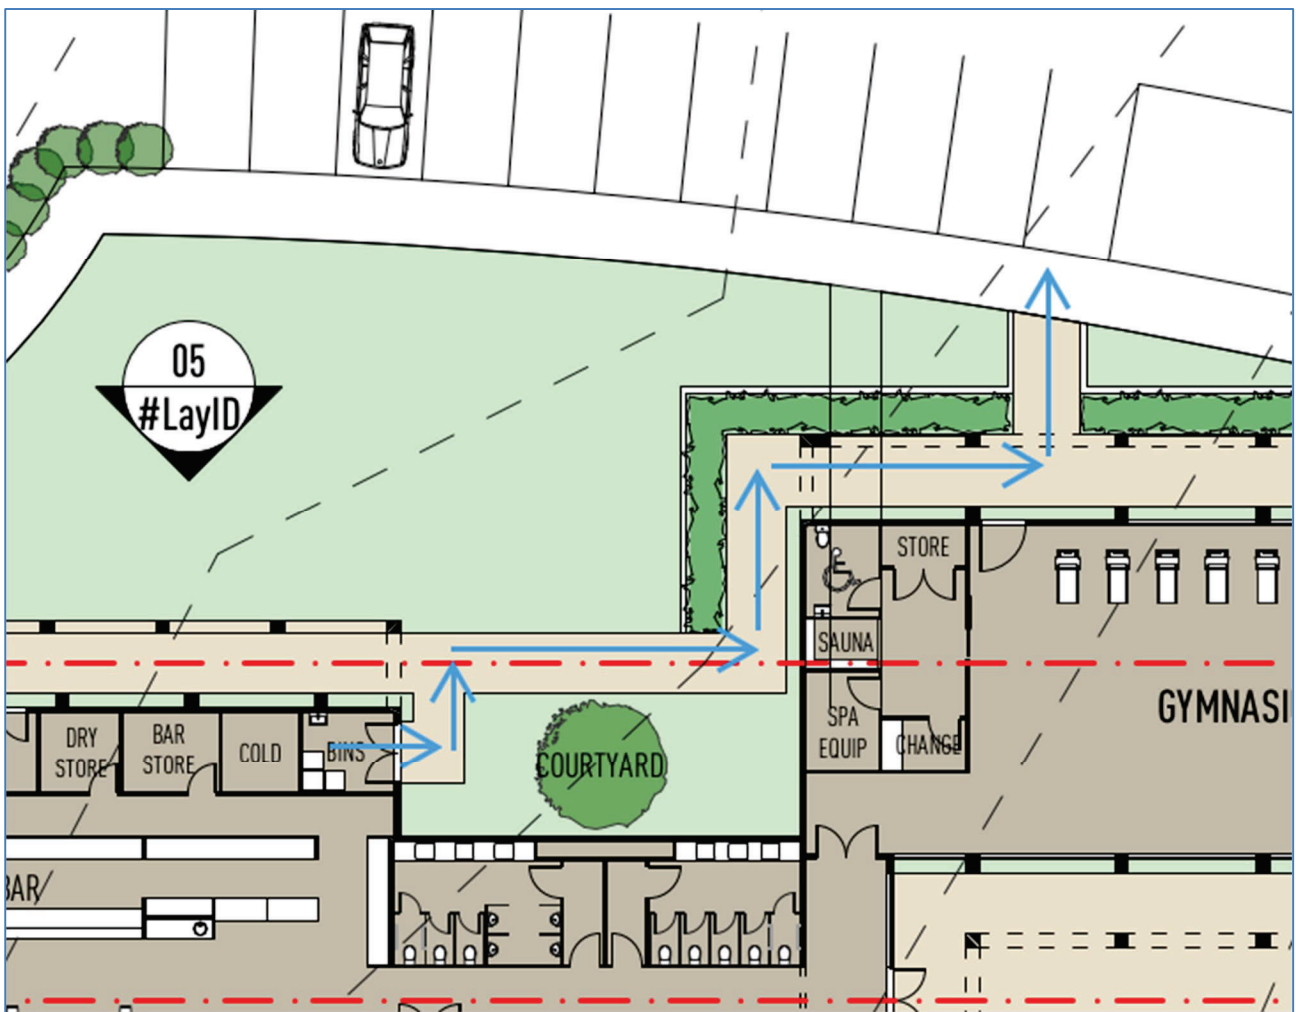 05
#LayID
STORE
SAUNA
SPA
EQUIP
CHANGE
GYMNASI
DRY
STORE
BAR
STORE
COLD
BINS
COURTYARD
BAR